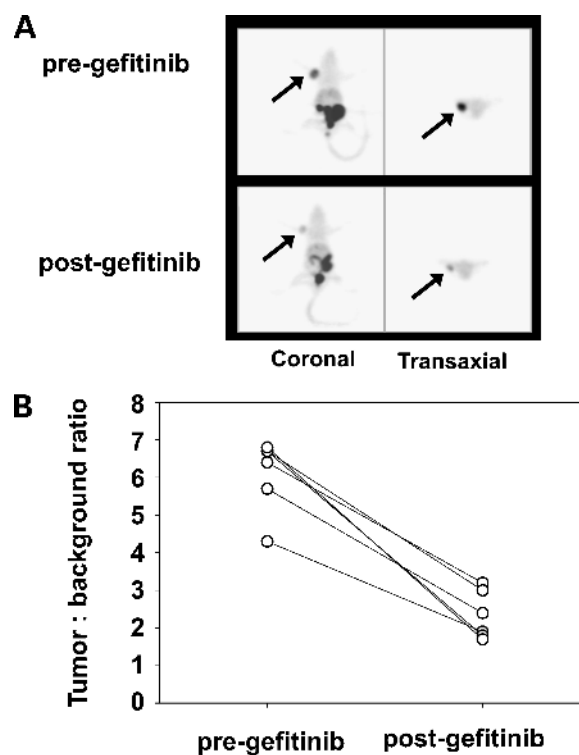 A
pre-gefitinib
post-gefitinib
Coronal Transaxial
B
Tumor : background ratio
8
7
6
5
4
3
2
1
0
pre-gefitinib post-gefitinib